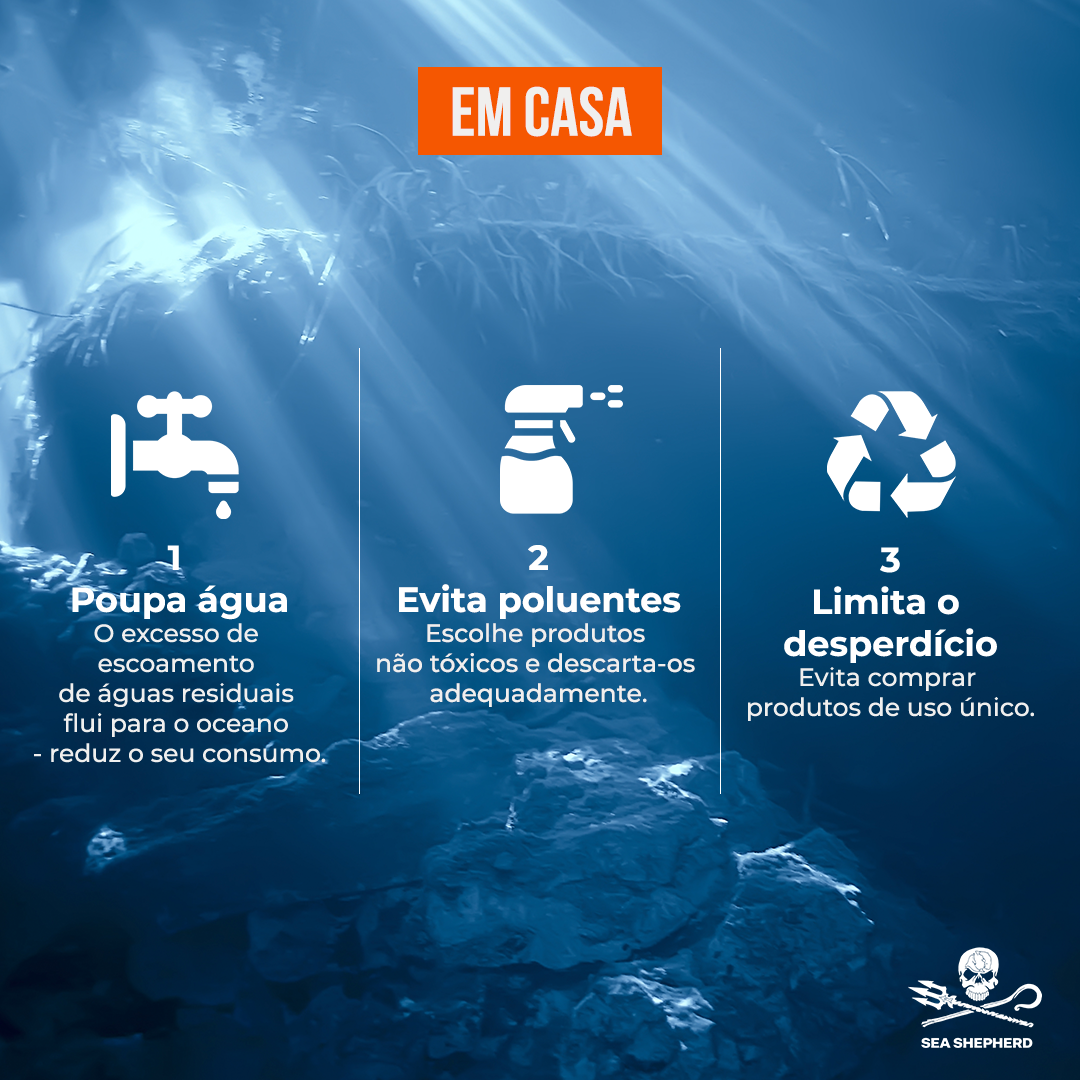 EM CASA
1
Poupa água
O excesso de
escoamento
de águas residuais
flui para o oceano
- reduz o seu consumo.
2
Evita poluentes
Escolhe produtos
não tóxicos e descarta-os
adequadamente.
3
Limita o
desperdício
Evita comprar
produtos de uso único.
SEA SHEPHERD